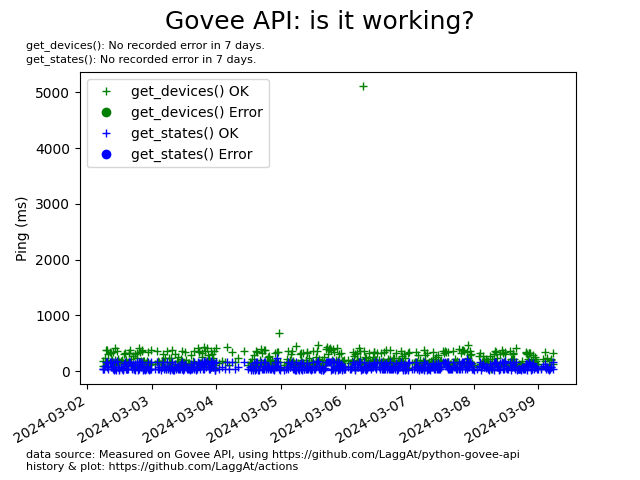 Govee API: is it working?
get_devices(): No recorded error in 7 days.
get_states(): No recorded error in 7 days.
get_devices() OK
get_devices() Error
get_states() OK
get_states() Error
5000
4000
3000
2000
1000
0
Ping (ms)
2024-03-02
2024-03-03
2024-03-04
2024-03-05
2024-03-06
2024-03-07
2024-03-08
2024-03-09
data source: Measured on Govee API, using https://github.com/LaggAt/python-govee-api
history & plot: https://github.com/LaggAt/actions